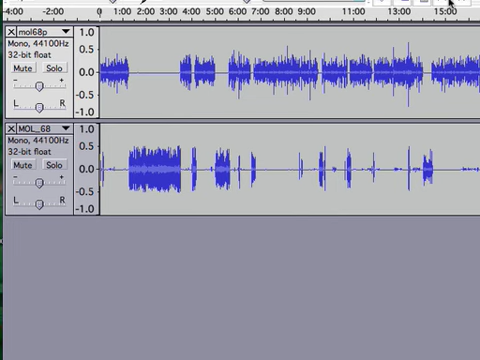 -4:00 -2:00 0 1:00 2:00 3:00 4:00 5:00 6:00 7:00 8:00 9:00 11:00 13:00 15:00
X mol68p
Mono, 44100Hz
32-bit float
Mute Solo
- +
L R
1.0
0.5
0.0
-0.5
-1.0
X MOL_68
Mono, 44100Hz
32-bit float
Mute Solo
- +
L R
1.0
0.5
0.0
-0.5
-1.0